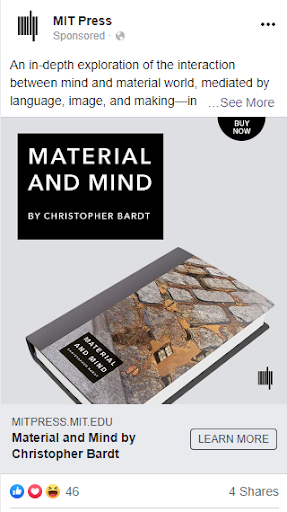 MIT Press
Sponsored ·
An in-depth exploration of the interaction
between mind and material world, mediated by
language, image, and making—in ...See More
BUY
NOW
MATERIAL
AND MIND
BY CHRISTOPHER BARDT
MATERIAL
AND MIND
CHRISTOPHER BARDT
MITPRESS.MIT.EDU
Material and Mind by
Christopher Bardt
LEARN MORE
46
4 Shares